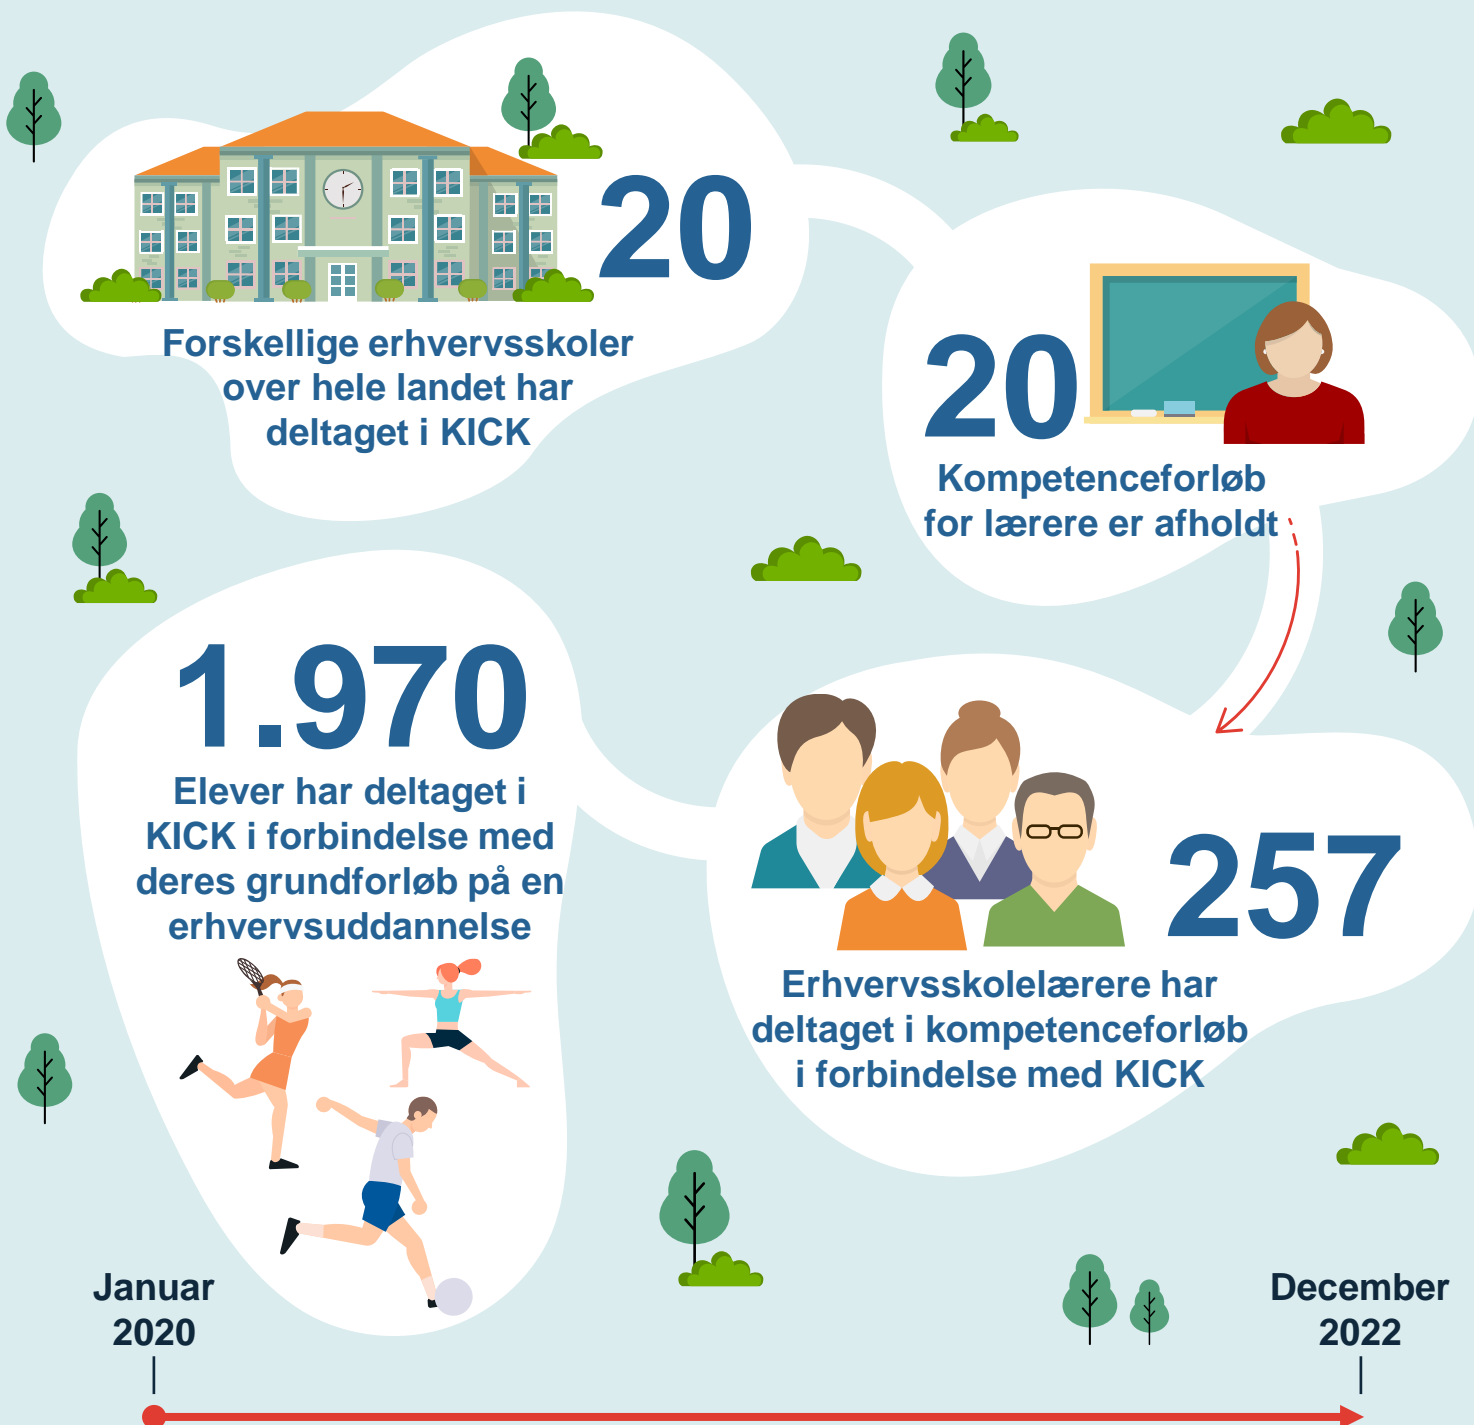 20
Forskellige erhvervsskoler
over hele landet har
deltaget i KICK
20
Kompetenceforløb
for lærere er afholdt
257
Erhvervsskolelærere har
deltaget i kompetenceforløb
i forbindelse med KICK
1.970
Elever har deltaget i
KICK i forbindelse med
deres grundforløb på en
erhvervsuddannelse
Januar
2020
December
2022